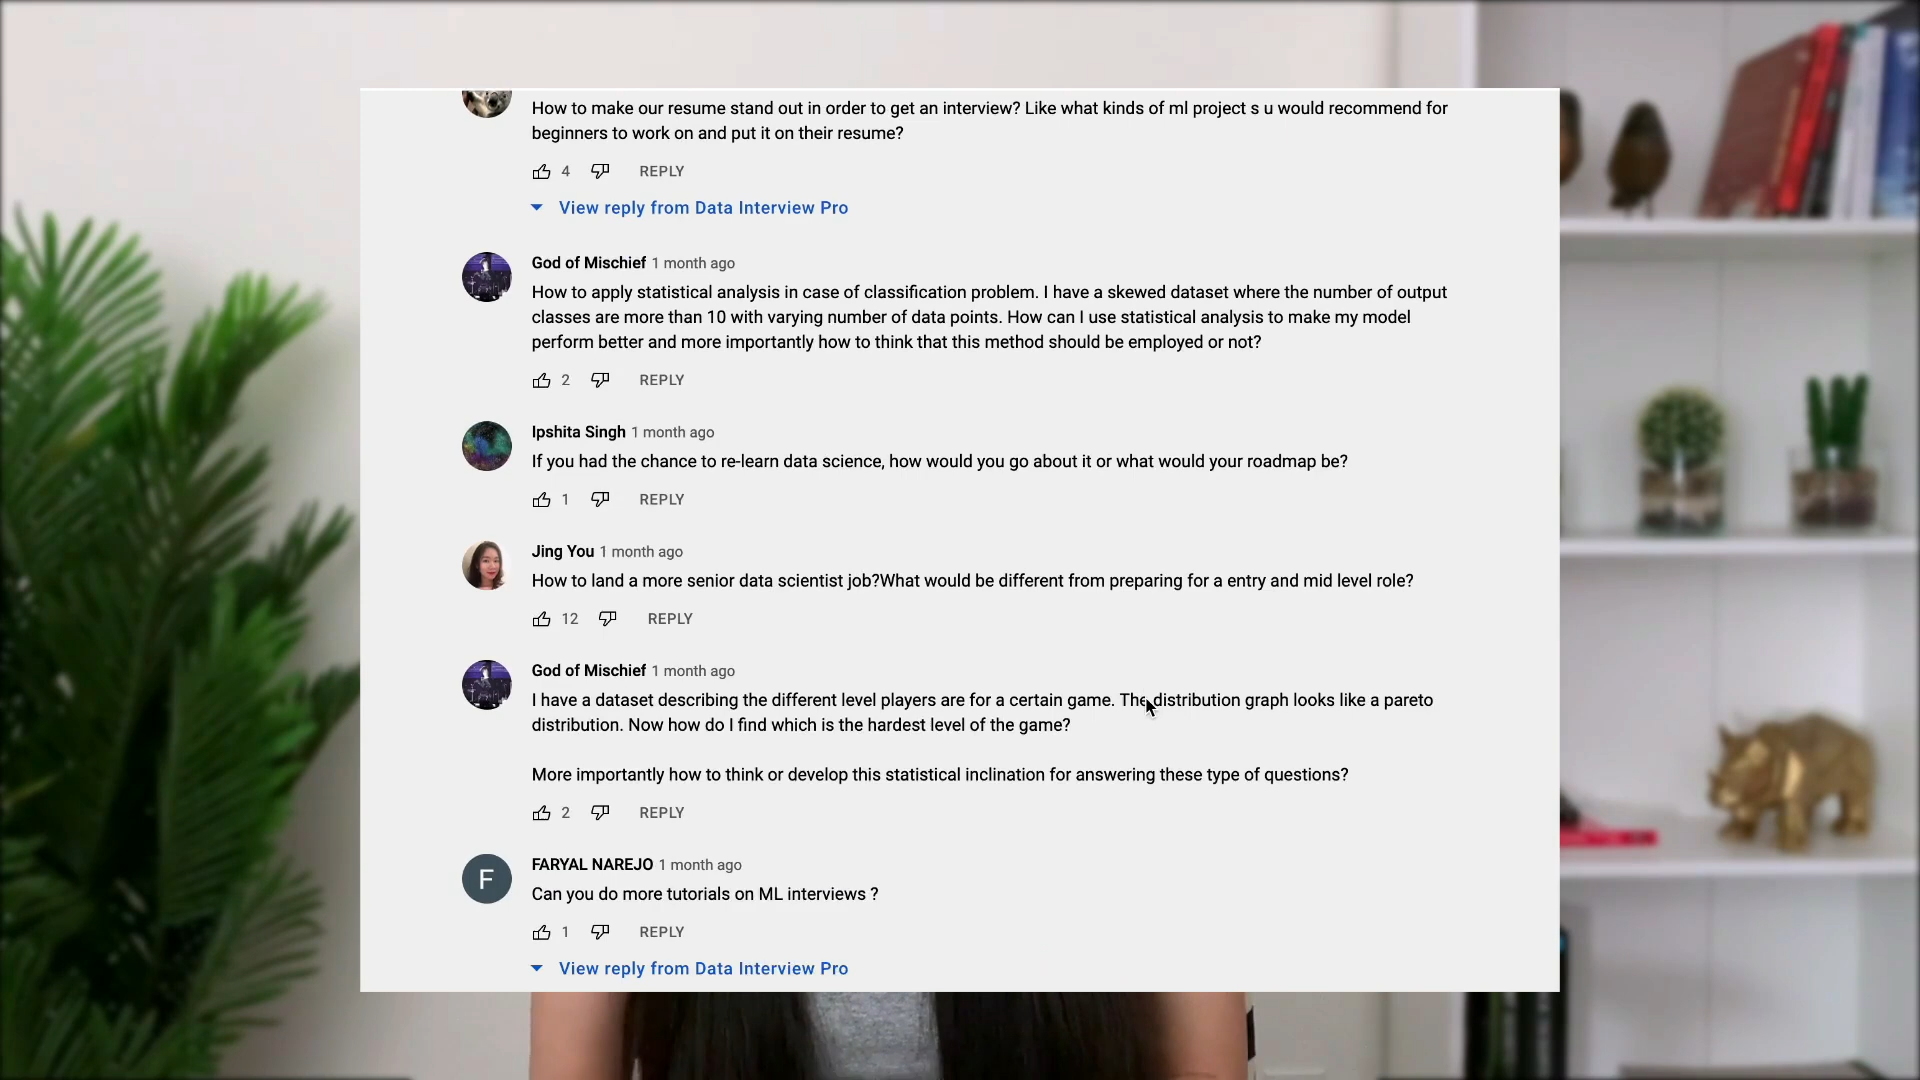 How to make our resume stand out in order to get an interview? Like what kinds of ml project s u would recommend for
beginners to work on and put it on their resume?
4 REPLY
View reply from Data Interview Pro
God of Mischief 1 month ago
How to apply statistical analysis in case of classification problem. I have a skewed dataset where the number of output
classes are more than 10 with varying number of data points. How can I use statistical analysis to make my model
perform better and more importantly how to think that this method should be employed or not?
2 REPLY
Ipshita Singh 1 month ago
If you had the chance to re-learn data science, how would you go about it or what would your roadmap be?
1 REPLY
Jing You 1 month ago
How to land a more senior data scientist job?What would be different from preparing for a entry and mid level role?
12 REPLY
God of Mischief 1 month ago
I have a dataset describing the different level players are for a certain game. The distribution graph looks like a pareto
distribution. Now how do I find which is the hardest level of the game?
More importantly how to think or develop this statistical inclination for answering these type of questions?
2 REPLY
F
FARYAL NAREJO 1 month ago
Can you do more tutorials on ML interviews ?
1 REPLY
View reply from Data Interview Pro